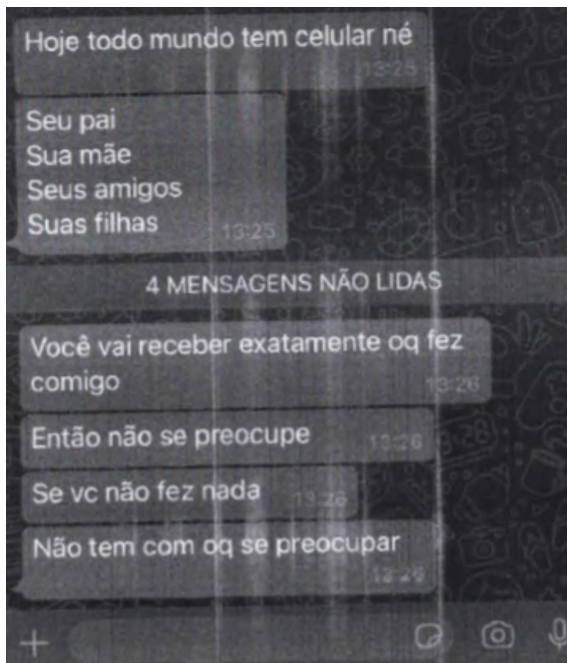 Hoje todo mundo tem celular né
13:25
Seu pai
Sua mãe
Seus amigos
Suas filhas
13:25
4 MENSAGENS NÃO LIDAS
Você vai receber exatamente oq fez
comigo
13:26
Então não se preocupe
13:26
Se vc não fez nada
13:26
Não tem com oq se preocupar
13:26